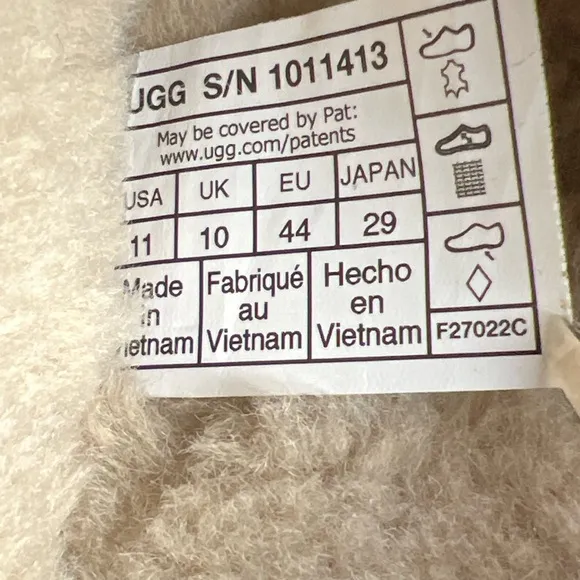 UGG S/N 1011413
May be covered by Pat:
www.ugg.com/patents
USA UK EU JAPAN
11 10 44 29
Made in Vietnam
Fabriqué au Vietnam
Hecho en Vietnam
F27022C